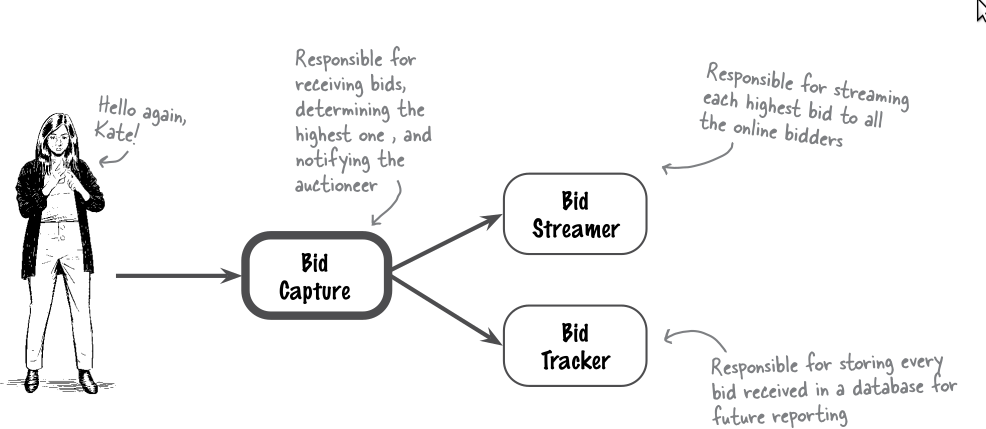 Hello again,
Kate!
Responsible for
receiving bids,
determining the
highest one , and
notifying the
auctioneer
Responsible for streaming
each highest bid to all
the online bidders
Bid
Capture
Bid
Streamer
Bid
Tracker
Responsible for storing every
bid received in a database for
future reporting